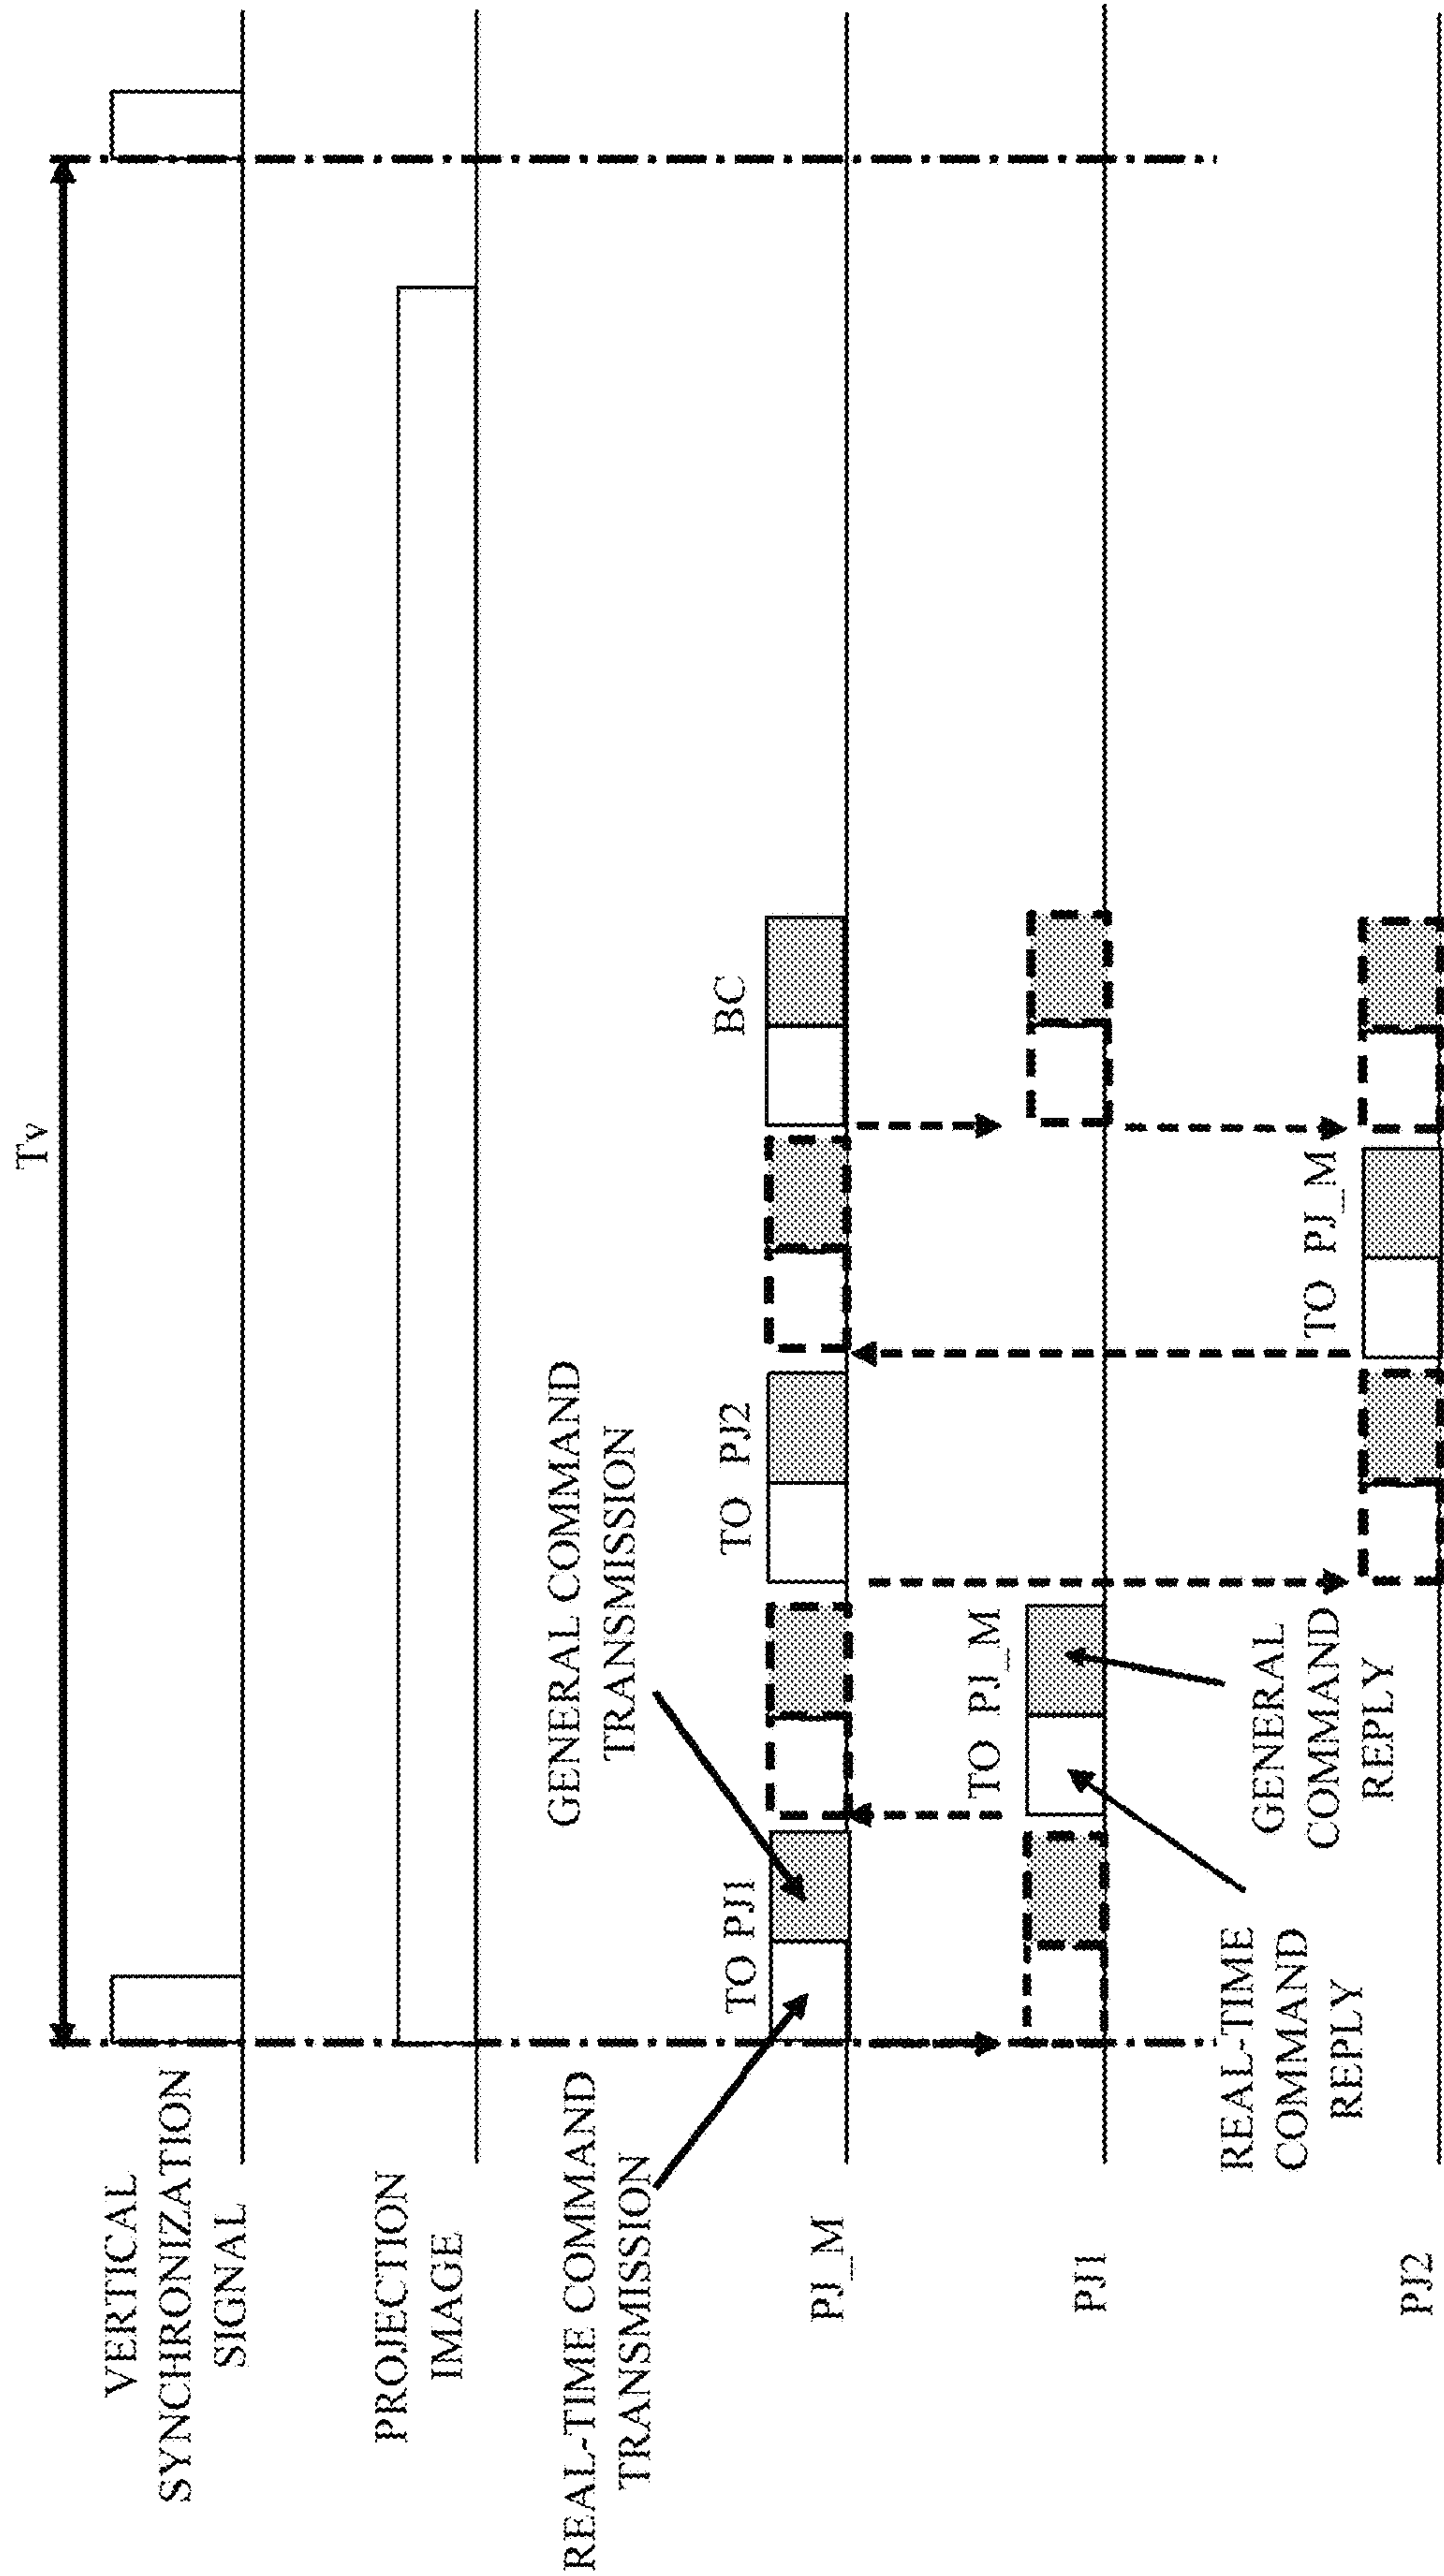 Tv
VERTICAL
SYNCHRONIZATION
SIGNAL
PROJECTION
IMAGE
REAL-TIME COMMAND
TRANSMISSION
GENERAL COMMAND
TRANSMISSION
TO PJ1
TO PJ2
BC
PJ_M
TO PJ_M
PJ1
GENERAL
COMMAND
REPLY
REAL-TIME
COMMAND
REPLY
TO PJ_M
PJ2